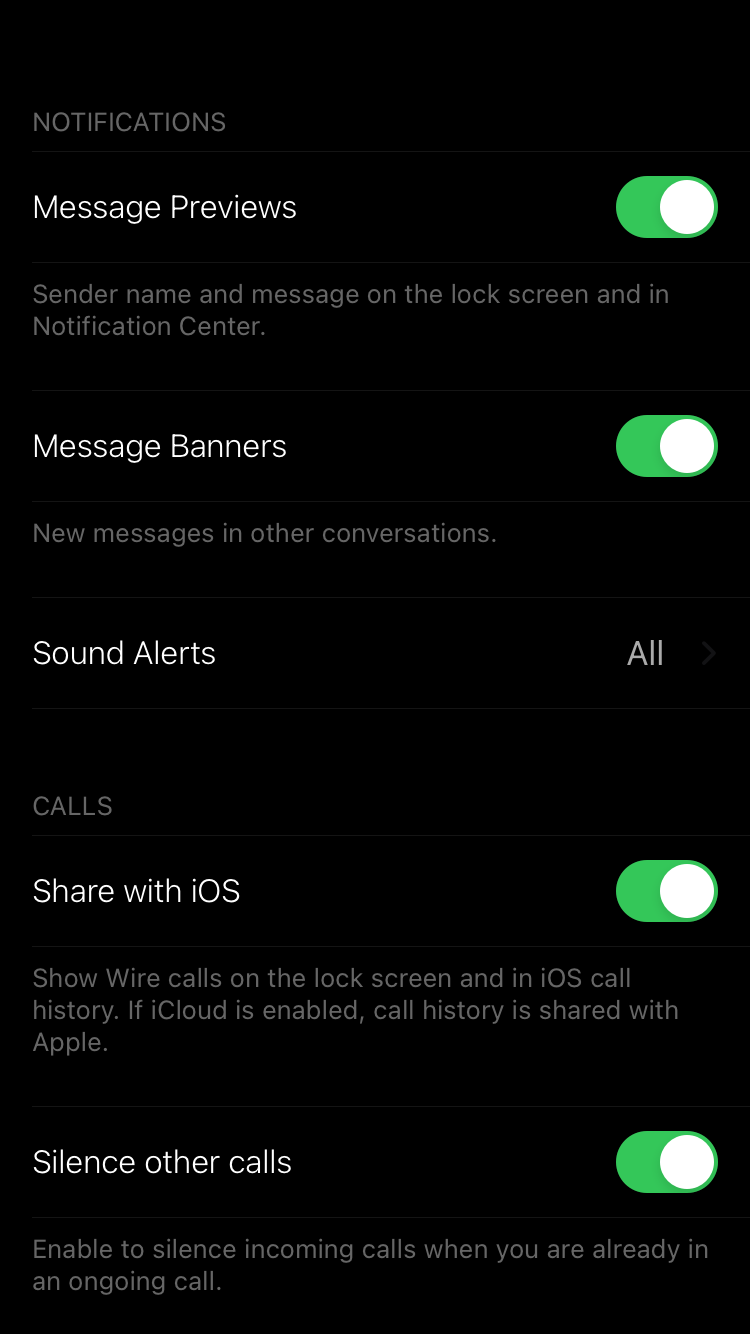 NOTIFICATIONS
Message Previews
Sender name and message on the lock screen and in
Notification Center.
Message Banners
New messages in other conversations.
Sound Alerts All
CALLS
Share with iOS
Show Wire calls on the lock screen and in iOS call
history. If iCloud is enabled, call history is shared with
Apple.
Silence other calls
Enable to silence incoming calls when you are already in
an ongoing call.